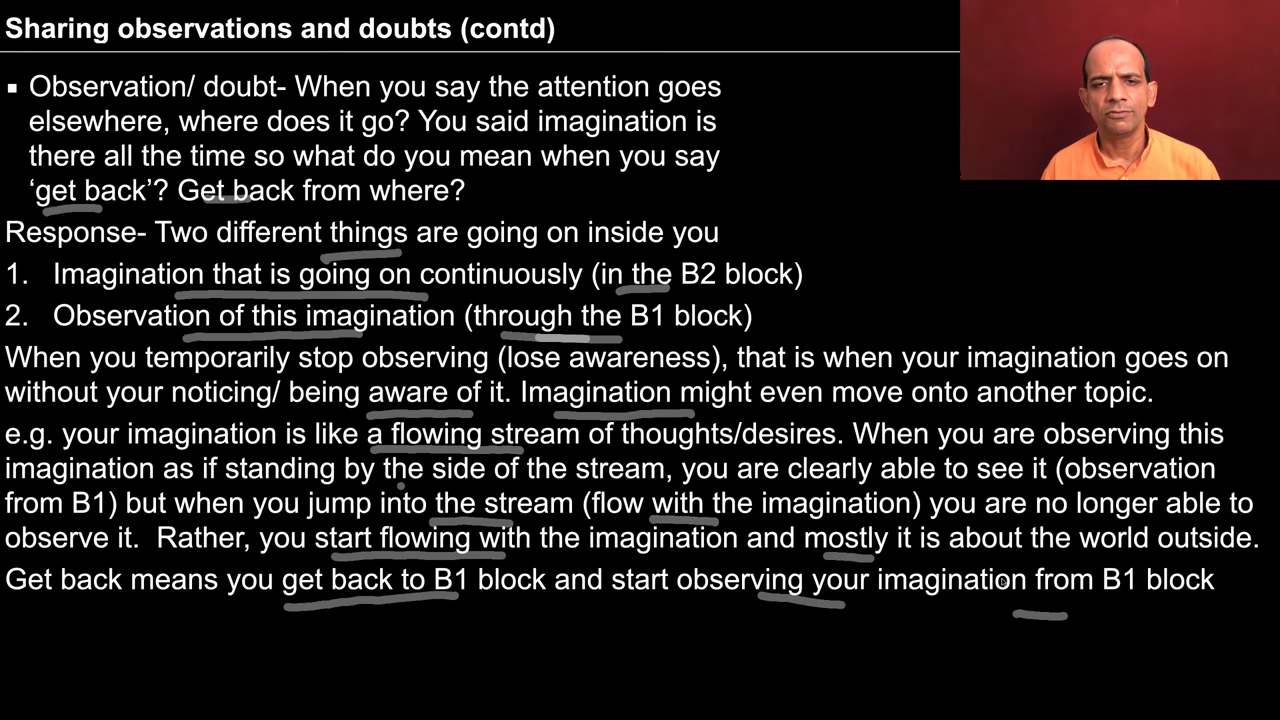 Sharing observations and doubts (contd)
▪ Observation/ doubt- When you say the attention goes
elsewhere, where does it go? You said imagination is
there all the time so what do you mean when you say
‘get back’? Get back from where?
Response- Two different things are going on inside you
1. Imagination that is going on continuously (in the B2 block)
2. Observation of this imagination (through the B1 block)
When you temporarily stop observing (lose awareness), that is when your imagination goes on
without your noticing/ being aware of it. Imagination might even move onto another topic.
e.g. your imagination is like a flowing stream of thoughts/desires. When you are observing this
imagination as if standing by the side of the stream, you are clearly able to see it (observation
from B1) but when you jump into the stream (flow with the imagination) you are no longer able to
observe it. Rather, you start flowing with the imagination and mostly it is about the world outside.
Get back means you get back to B1 block and start observing your imagination from B1 block